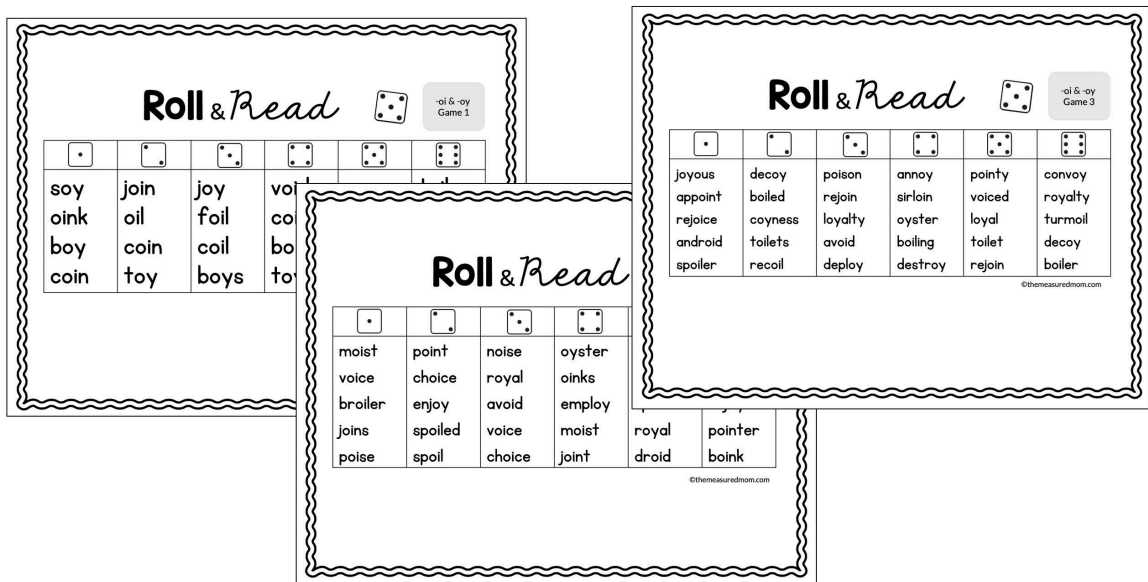 Roll & Read
-oi & -oy
Game 1
soy join joy
oink oil foil
boy coin coil
coin toy boys
Roll & Read
moist point noise oyster
voice choice royal oinks
broiler enjoy avoid employ
joins spoiled voice moist royal pointer
poise spoil choice joint droid boink
©themeasuredmom.com
Roll & Read
-oi & -oy
Game 3
joyous decoy poison annoy pointy convoy
appoint boiled rejoin sirloin voiced royalty
rejoice coyness loyalty oyster loyal turmoil
android toilets avoid boiling toilet decoy
spoiler recoil deploy destroy rejoin boiler
©themeasuredmom.com